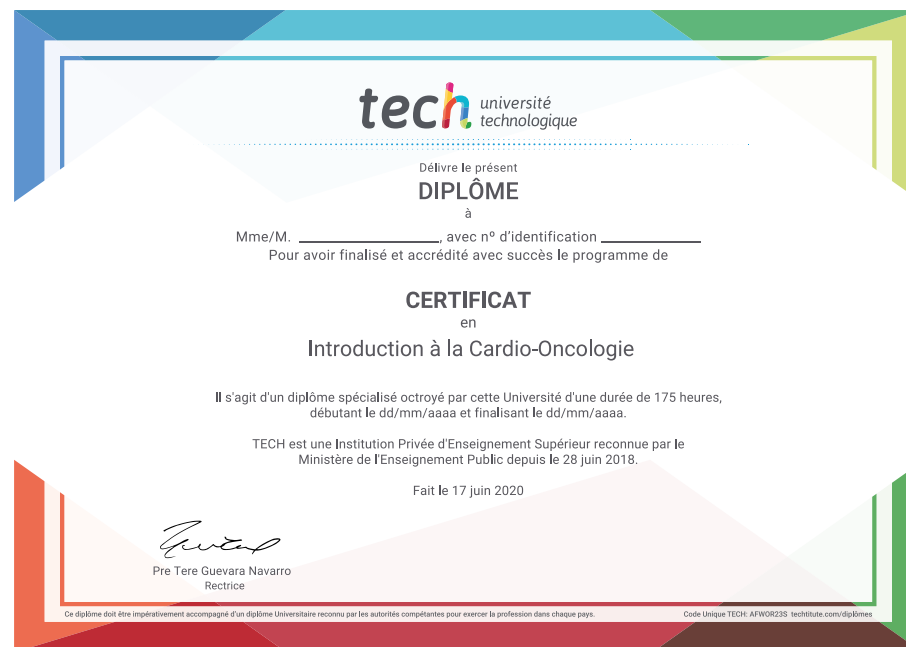 tech université
technologique
Délivre le présent
DIPLÔME
à
Mme/M. ____________________, avec nº d'identification ______________
Pour avoir finalisé et accrédité avec succès le programme de
CERTIFICAT
en
Introduction à la Cardio-Oncologie
Il s'agit d'un diplôme spécialisé octroyé par cette Université d'une durée de 175 heures,
débutant le dd/mm/aaaa et finalisant le dd/mm/aaaa.
TECH est une Institution Privée d'Enseignement Supérieur reconnue par le
Ministère de l'Enseignement Public depuis le 28 juin 2018.
Fait le 17 juin 2020
Pre Tere Guevara Navarro
Rectrice
Ce diplôme doit être impérativement accompagné d'un diplôme Universitaire reconnu par les autorités compétentes pour exercer la profession dans chaque pays.
Code Unique TECH: AFWOR23S techtitute.com/diplômes